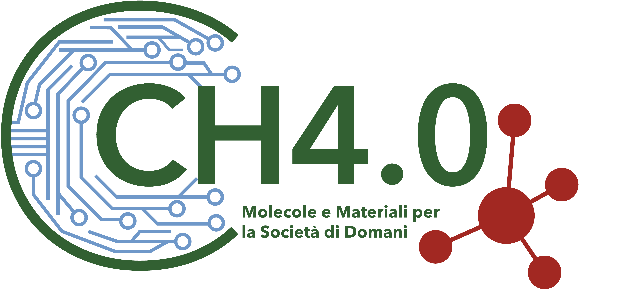 CH4.0
Molecole e Materiali per
la Società di Domani